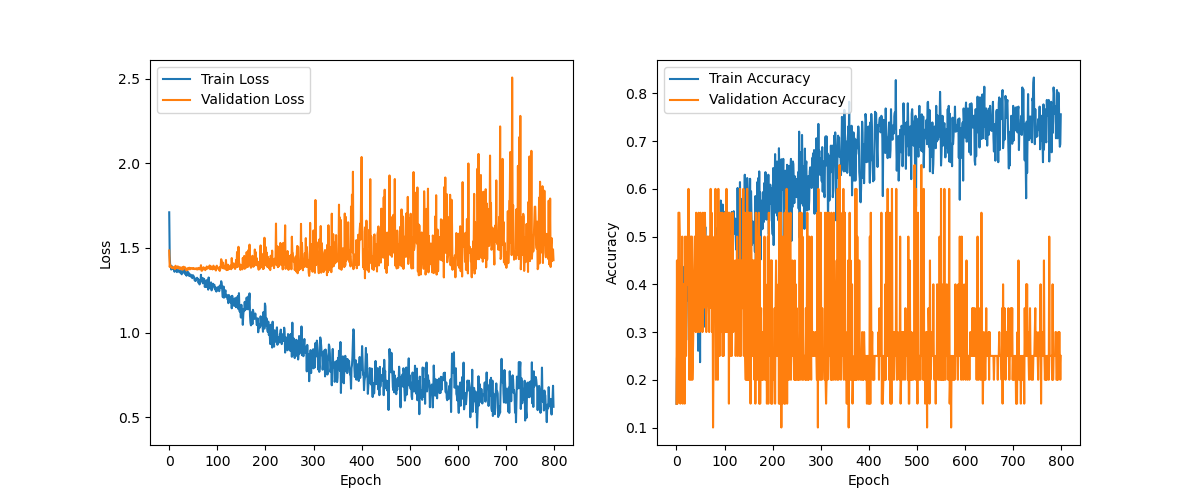 Train Loss
Validation Loss
2.5
2.0
1.5
1.0
0.5
Loss
0 100 200 300 400 500 600 700 800
Epoch
Train Accuracy
Validation Accuracy
0.8
0.7
0.6
0.5
0.4
0.3
0.2
0.1
Accuracy
0 100 200 300 400 500 600 700 800
Epoch